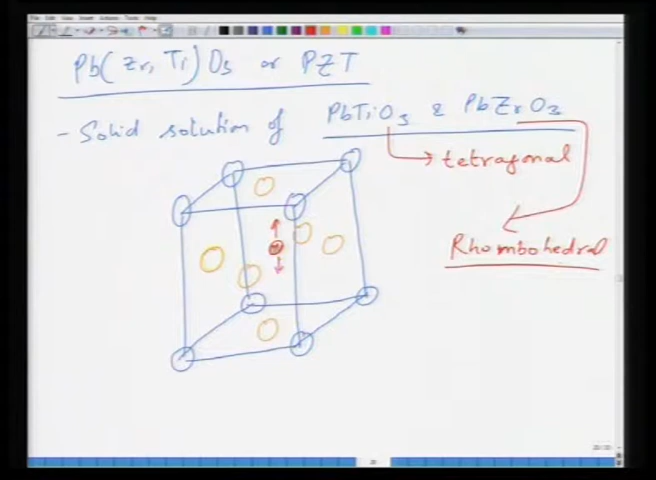 Pb(Zr, Ti)O3 or PZT
- Solid solution of PbTiO3 & PbZrO3
tetragonal
Rhombohedral